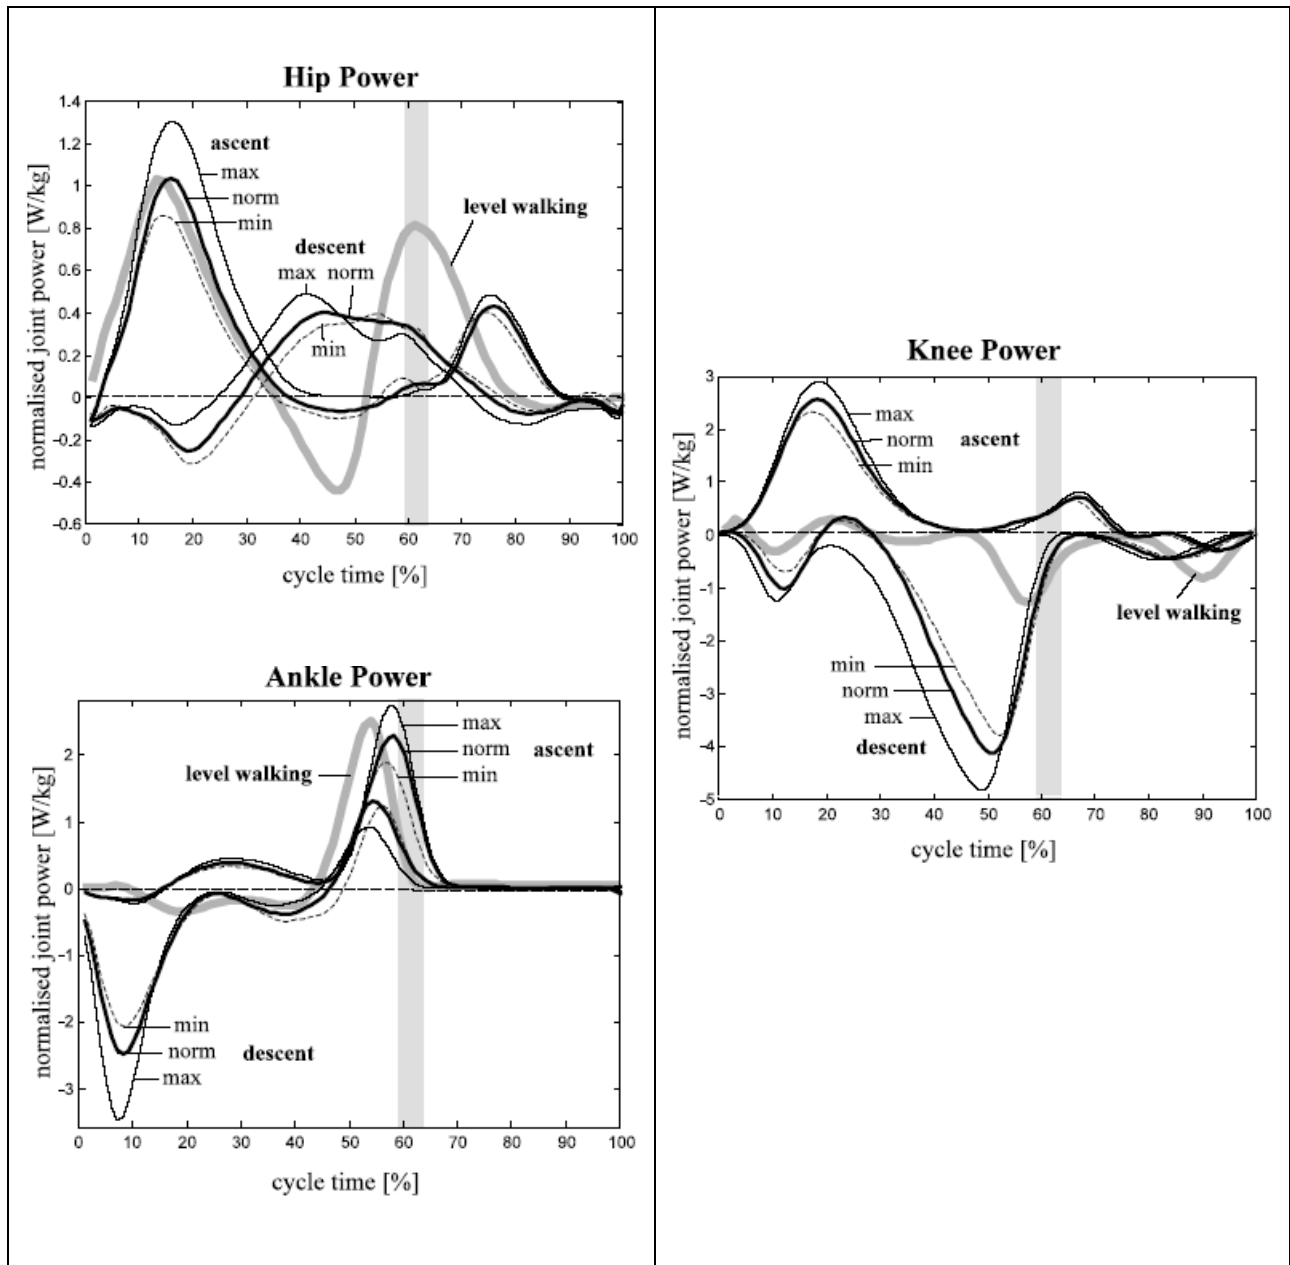 Hip Power
normalised joint power [W/kg]
1.4
1.2
1
0.8
0.6
0.4
0.2
0
-0.2
-0.4
-0.6
ascent
max
norm
min
descent
max norm
min
level walking
0 10 20 30 40 50 60 70 80 90 100
cycle time [%]
Ankle Power
normalised joint power [W/kg]
2
1
0
-1
-2
-3
level walking
max
norm
min
ascent
min
norm
max
descent
0 10 20 30 40 50 60 70 80 90 100
cycle time [%]
Knee Power
normalised joint power [W/kg]
3
2
1
0
-1
-2
-3
-4
-5
max
norm
min
ascent
level walking
min
norm
max
descent
0 10 20 30 40 50 60 70 80 90 100
cycle time [%]